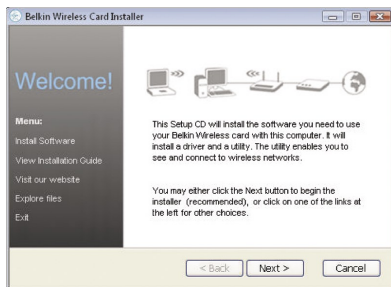 Belkin Wireless Card Installer
Welcome!
Menu:
Install Software
View Installation Guide
Visit our website
Explore files
Exit
This Setup CD will install the software you need to use
your Belkin Wireless card with this computer. It will
install a driver and a utility. The utility enables you to
see and connect to wireless networks.
You may either click the Next button to begin the
installer (recommended), or click on one of the links at
the left for other choices.
< Back
Next >
Cancel